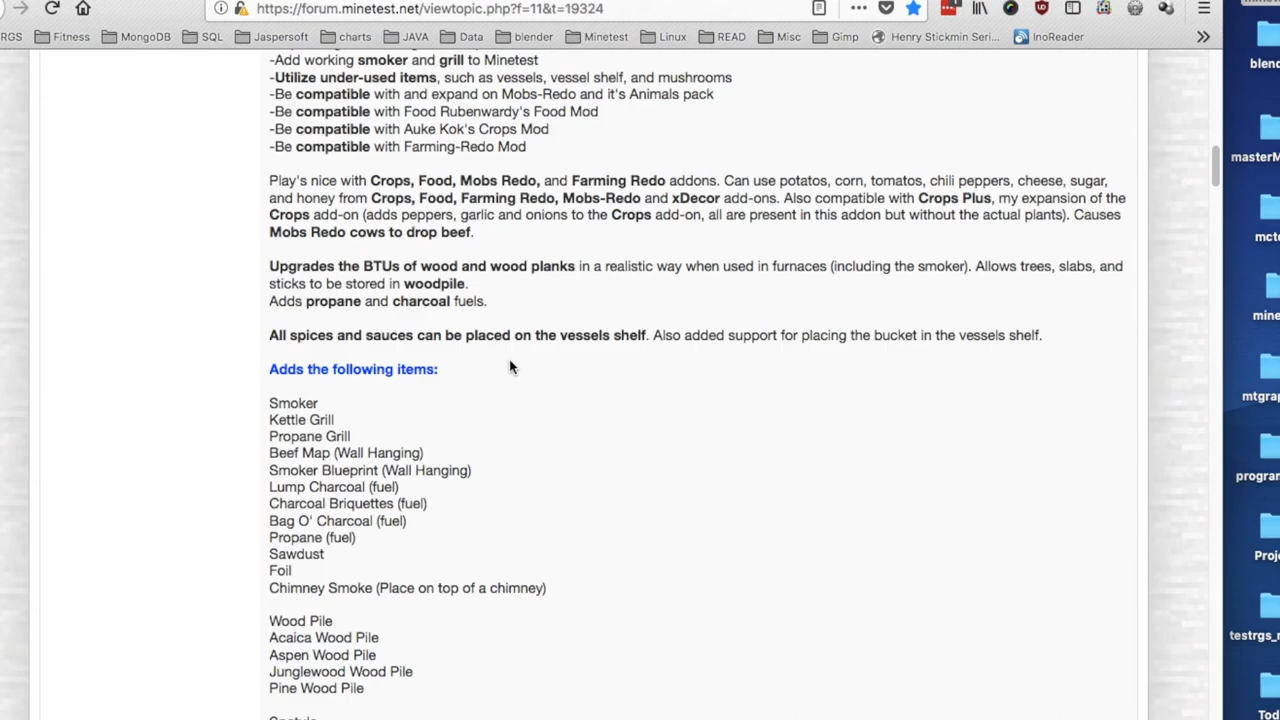 https://forum.minetest.net/viewtopic.php?f=11&t=19324
RGS Fitness MongoDB SQL Jaspersoft charts JAVA Data blender Minetest Linux READ Misc Gimp Henry Stickmin Seri... InoReader
-Add working smoker and grill to Minetest
-Utilize under-used items, such as vessels, vessel shelf, and mushrooms
-Be compatible with and expand on Mobs-Redo and it's Animals pack
-Be compatible with Food Rubenwardy's Food Mod
-Be compatible with Auke Kok's Crops Mod
-Be compatible with Farming-Redo Mod
Play's nice with Crops, Food, Mobs Redo, and Farming Redo addons. Can use potatos, corn, tomatos, chili peppers, cheese, sugar,
and honey from Crops, Food, Farming Redo, Mobs-Redo and xDecor add-ons. Also compatible with Crops Plus, my expansion of the
Crops add-on (adds peppers, garlic and onions to the Crops add-on, all are present in this addon but without the actual plants). Causes
Mobs Redo cows to drop beef.
Upgrades the BTUs of wood and wood planks in a realistic way when used in furnaces (including the smoker). Allows trees, slabs, and
sticks to be stored in woodpile.
Adds propane and charcoal fuels.
All spices and sauces can be placed on the vessels shelf. Also added support for placing the bucket in the vessels shelf.
Adds the following items:
Smoker
Kettle Grill
Propane Grill
Beef Map (Wall Hanging)
Smoker Blueprint (Wall Hanging)
Lump Charcoal (fuel)
Charcoal Briquettes (fuel)
Bag O' Charcoal (fuel)
Propane (fuel)
Sawdust
Foil
Chimney Smoke (Place on top of a chimney)
Wood Pile
Acaica Wood Pile
Aspen Wood Pile
Junglewood Wood Pile
Pine Wood Pile
blen
masterM
mct
mine
mtgra
program
Proj
testrgs_r
Tod